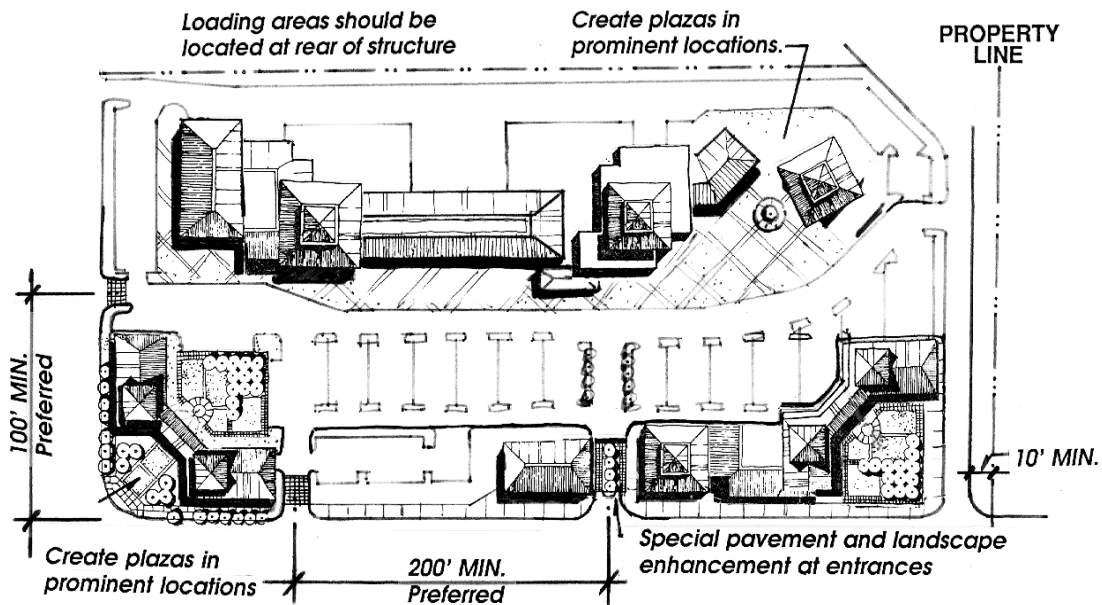 Loading areas should be
located at rear of structure
Create plazas in
prominent locations.
PROPERTY
LINE
100' MIN.
Preferred
10' MIN.
Create plazas in
prominent locations
200' MIN.
Preferred
Special pavement and landscape
enhancement at entrances